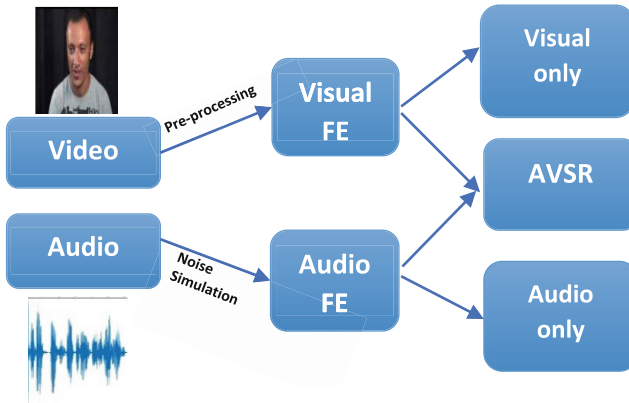 Video
Audio
Pre-processing
Noise
Simulation
Visual
FE
Audio
FE
Visual
only
AVSR
Audio
only